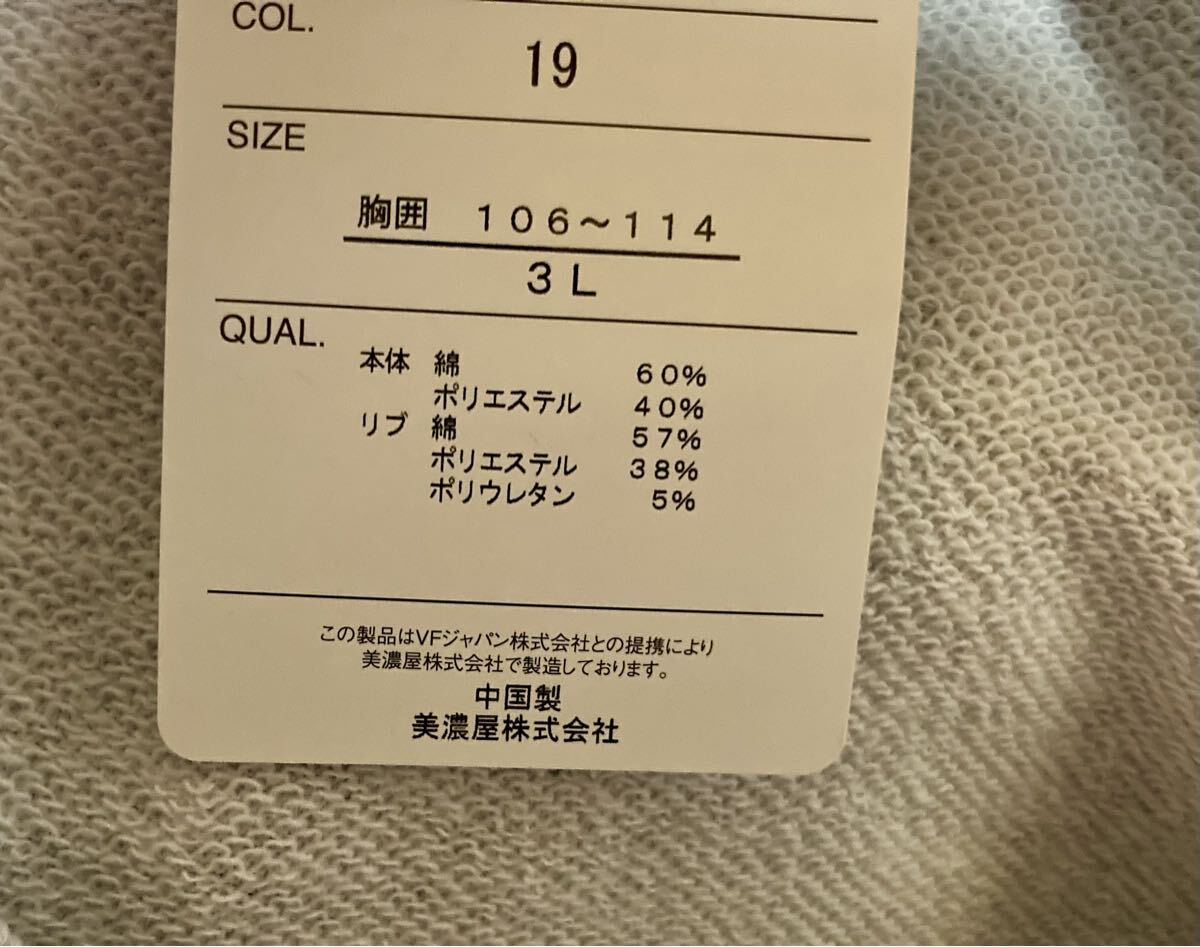 COL.
19
SIZE
胸囲 １０６～１１４
３Ｌ
QUAL.
本体 綿 ６０%
ポリエステル ４０%
リブ 綿 ５７%
ポリエステル ３８%
ポリウレタン ５%
この製品はVFジャパン株式会社との提携により
美濃屋株式会社で製造しております。
中国製
美濃屋株式会社